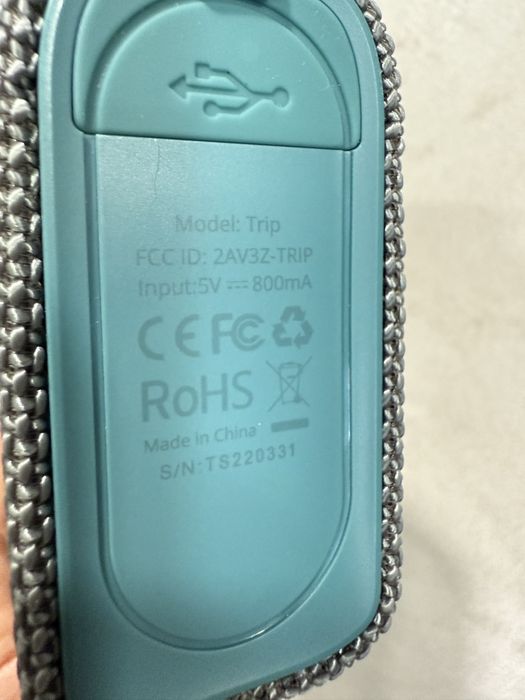 Model: Trip
FCC ID: 2AV3Z-TRIP
Input:5V ⎓ 800mA
CE FC
RoHS
Made in China
S/N:TS220331